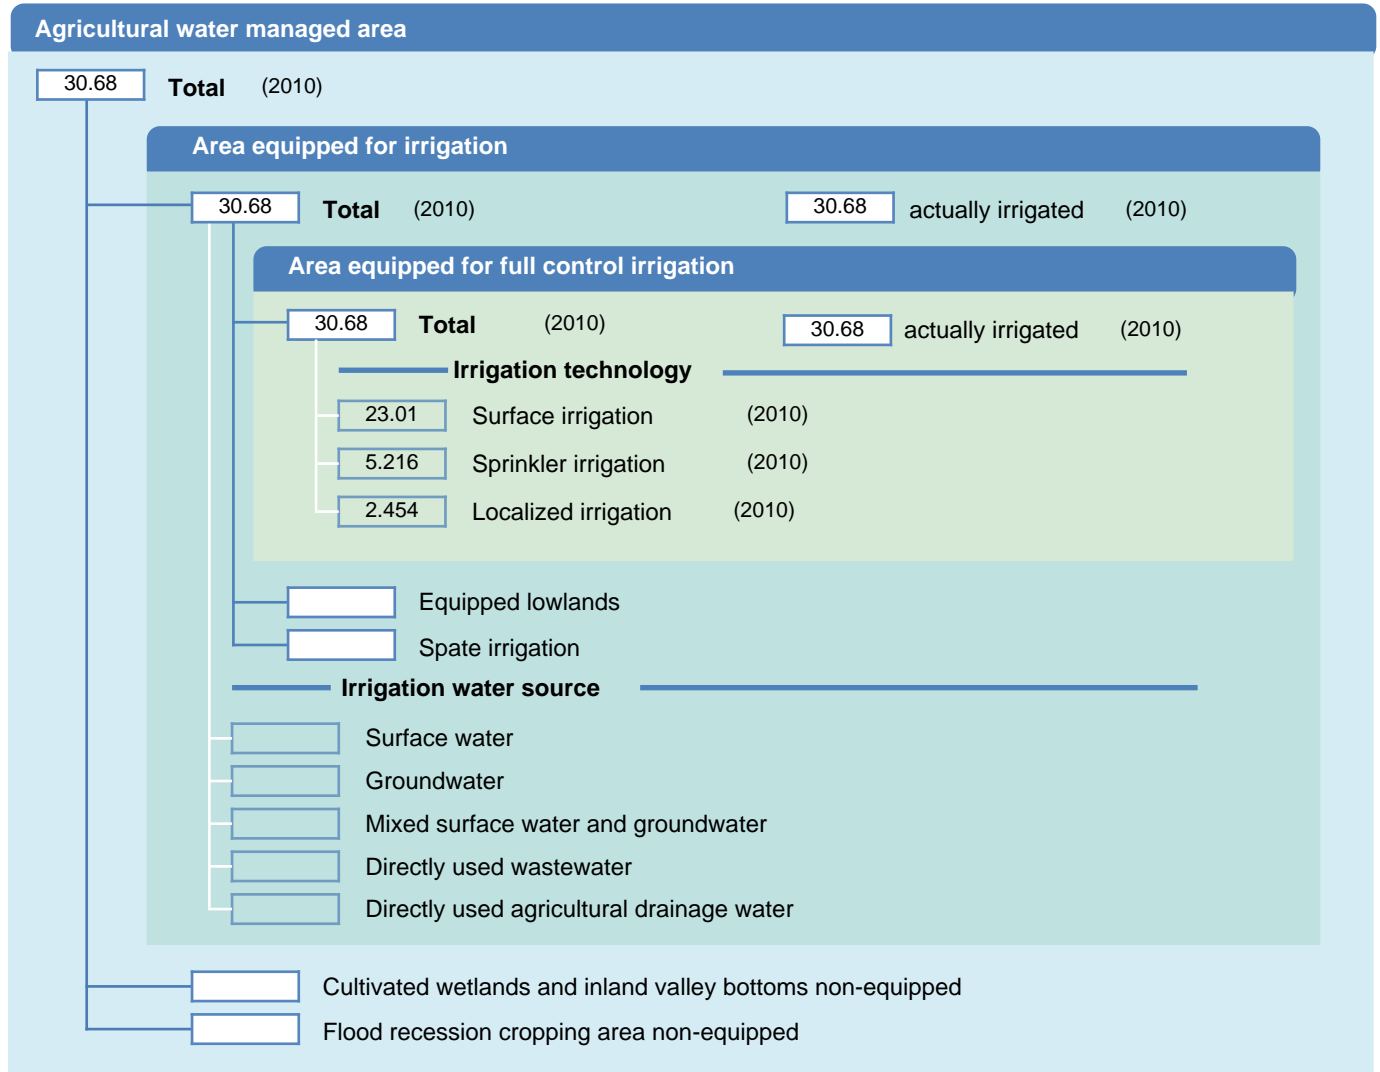 Agricultural water managed area
30.68 Total (2010)
Area equipped for irrigation
30.68 Total (2010) 30.68 actually irrigated (2010)
Area equipped for full control irrigation
30.68 Total (2010) 30.68 actually irrigated (2010)
Irrigation technology
23.01 Surface irrigation (2010)
5.216 Sprinkler irrigation (2010)
2.454 Localized irrigation (2010)
Equipped lowlands
Spate irrigation
Irrigation water source
Surface water
Groundwater
Mixed surface water and groundwater
Directly used wastewater
Directly used agricultural drainage water
Cultivated wetlands and inland valley bottoms non-equipped
Flood recession cropping area non-equipped